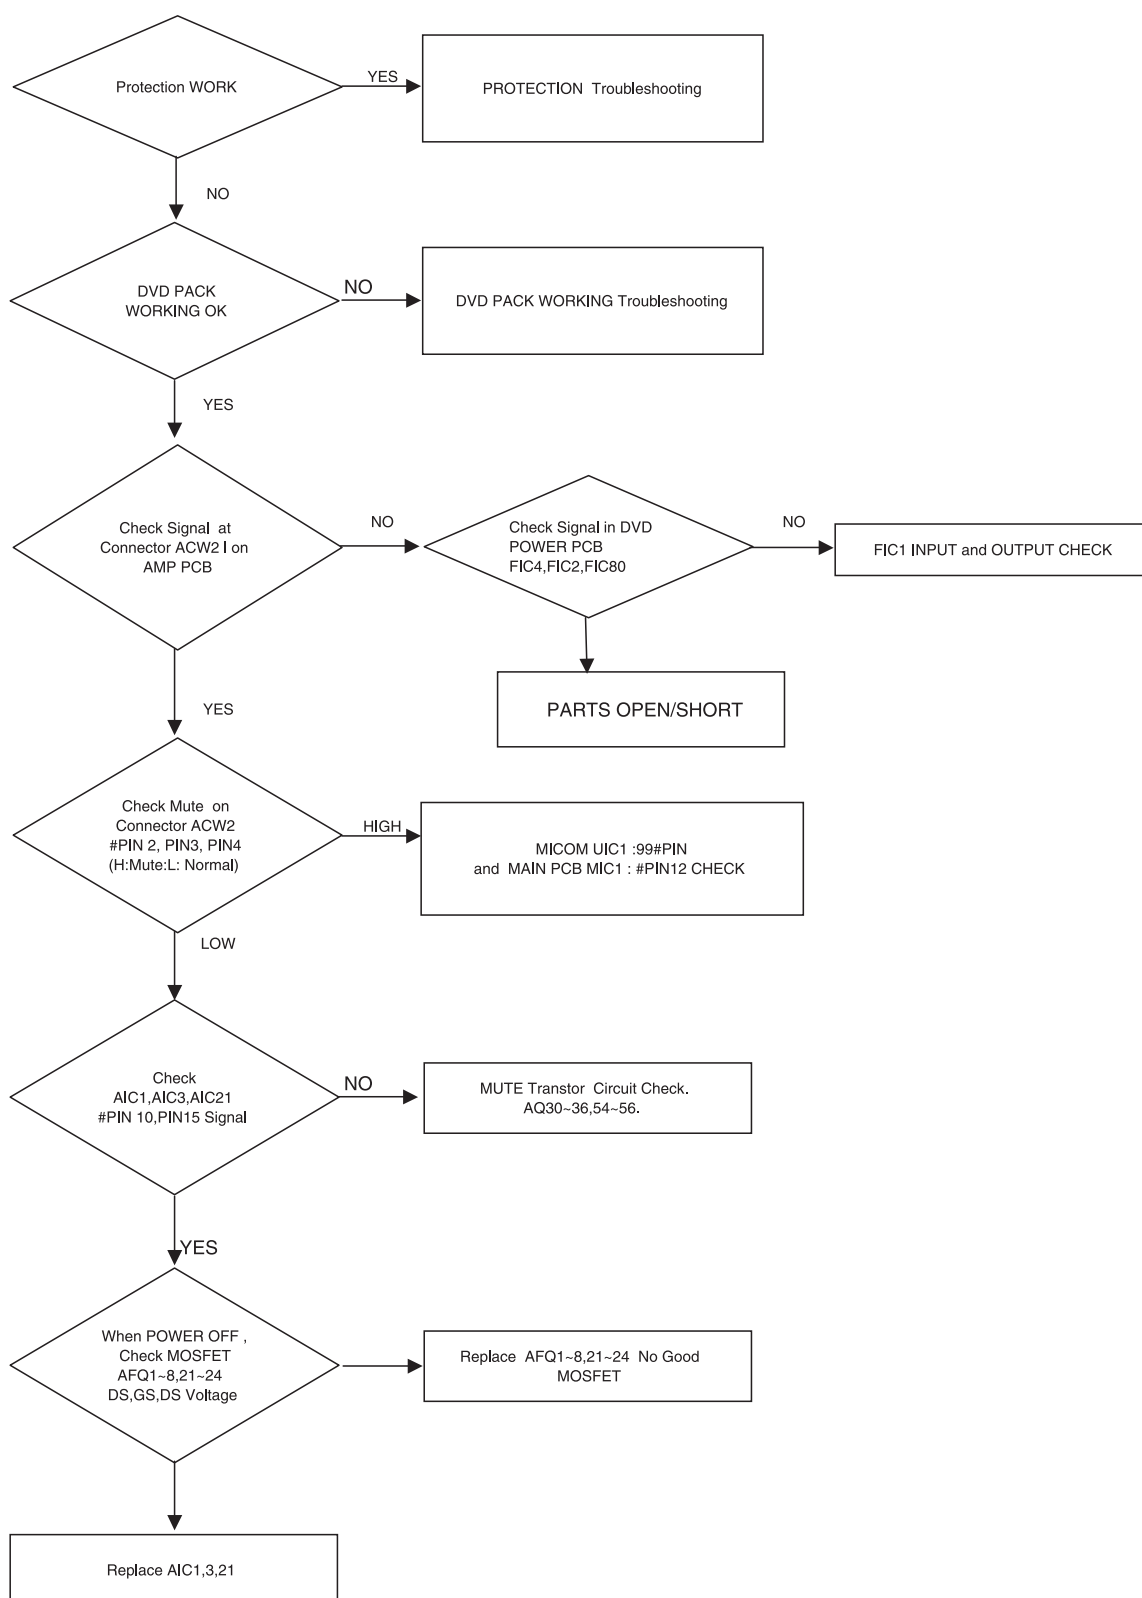 Protection WORK
YES
PROTECTION Troubleshooting
NO
DVD PACK
WORKING OK
NO
DVD PACK WORKING Troubleshooting
YES
Check Signal at
Connector ACW2 I on
AMP PCB
NO
Check Signal in DVD
POWER PCB
FIC4,FIC2,FIC80
NO
FIC1 INPUT and OUTPUT CHECK
PARTS OPEN/SHORT
YES
Check Mute on
Connector ACW2
#PIN 2, PIN3, PIN4
(H:Mute:L: Normal)
HIGH
MICOM UIC1 :99#PIN
and MAIN PCB MIC1 : #PIN12 CHECK
LOW
Check
AIC1,AIC3,AIC21
#PIN 10,PIN15 Signal
NO
MUTE Transtor Circuit Check.
AQ30~36,54~56.
YES
When POWER OFF ,
Check MOSFET
AFQ1~8,21~24
DS,GS,DS Voltage
Replace AFQ1~8,21~24 No Good
MOSFET
Replace AIC1,3,21